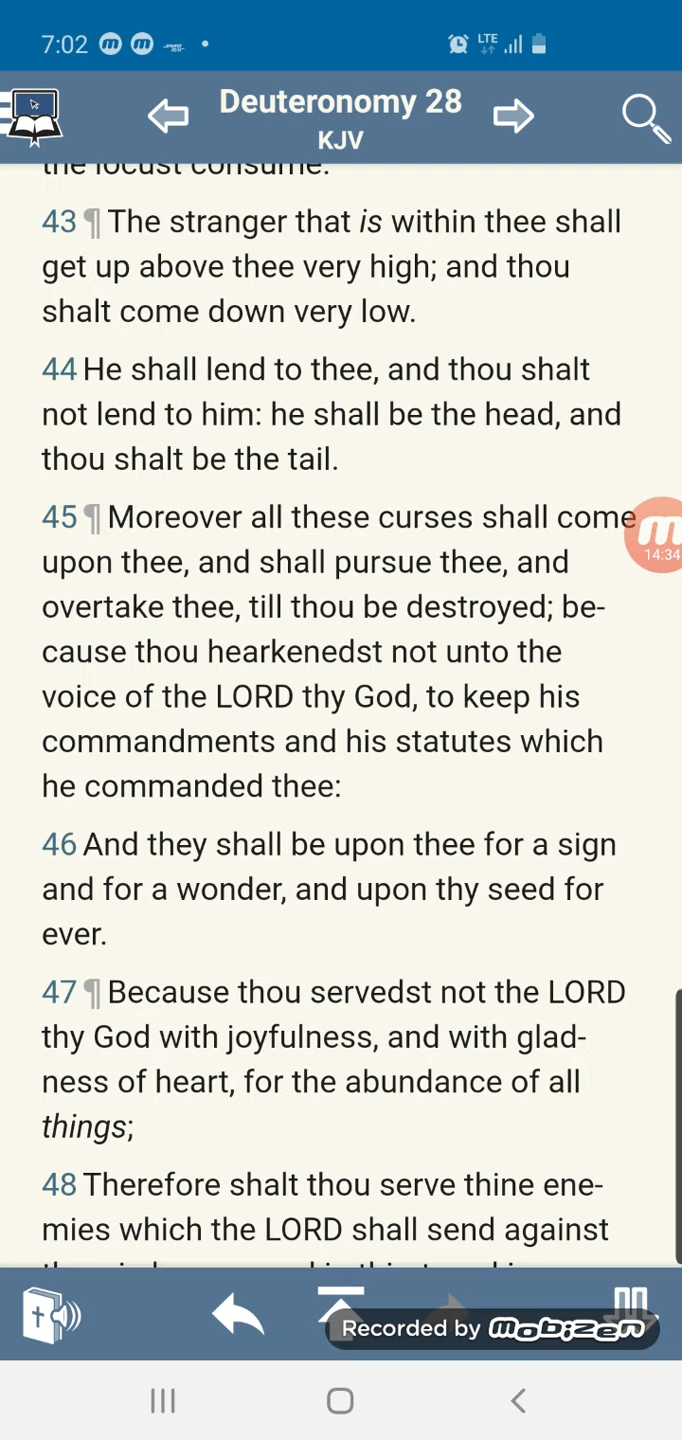 7:02
LTE
Deuteronomy 28
KJV
the locust consume.
43 ¶ The stranger that is within thee shall
get up above thee very high; and thou
shalt come down very low.
44 He shall lend to thee, and thou shalt
not lend to him: he shall be the head, and
thou shalt be the tail.
45 ¶ Moreover all these curses shall come
upon thee, and shall pursue thee, and
overtake thee, till thou be destroyed; be-
cause thou hearkenedst not unto the
voice of the LORD thy God, to keep his
commandments and his statutes which
he commanded thee:
14:34
46 And they shall be upon thee for a sign
and for a wonder, and upon thy seed for
ever.
47 ¶ Because thou servedst not the LORD
thy God with joyfulness, and with glad-
ness of heart, for the abundance of all
things;
48 Therefore shalt thou serve thine ene-
mies which the LORD shall send against
Recorded by mobizen